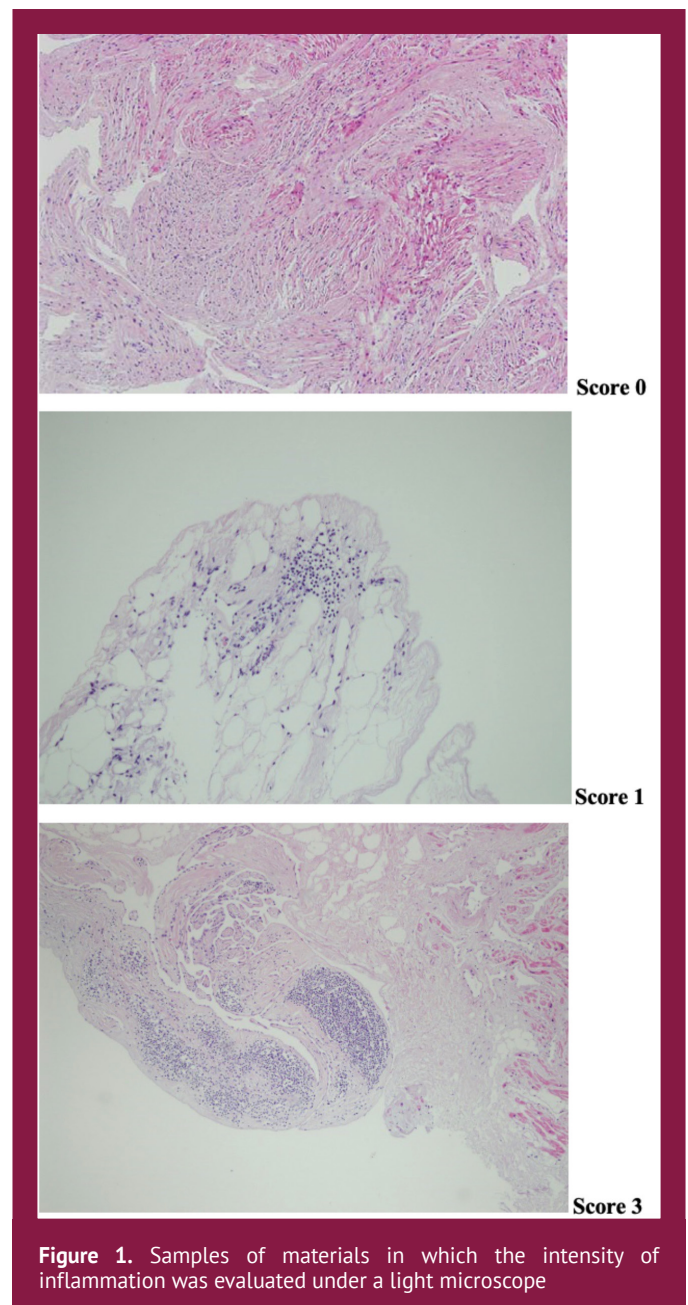 Score 0
Score 1
Score 3
Figure 1. Samples of materials in which the intensity of
inflammation was evaluated under a light microscope